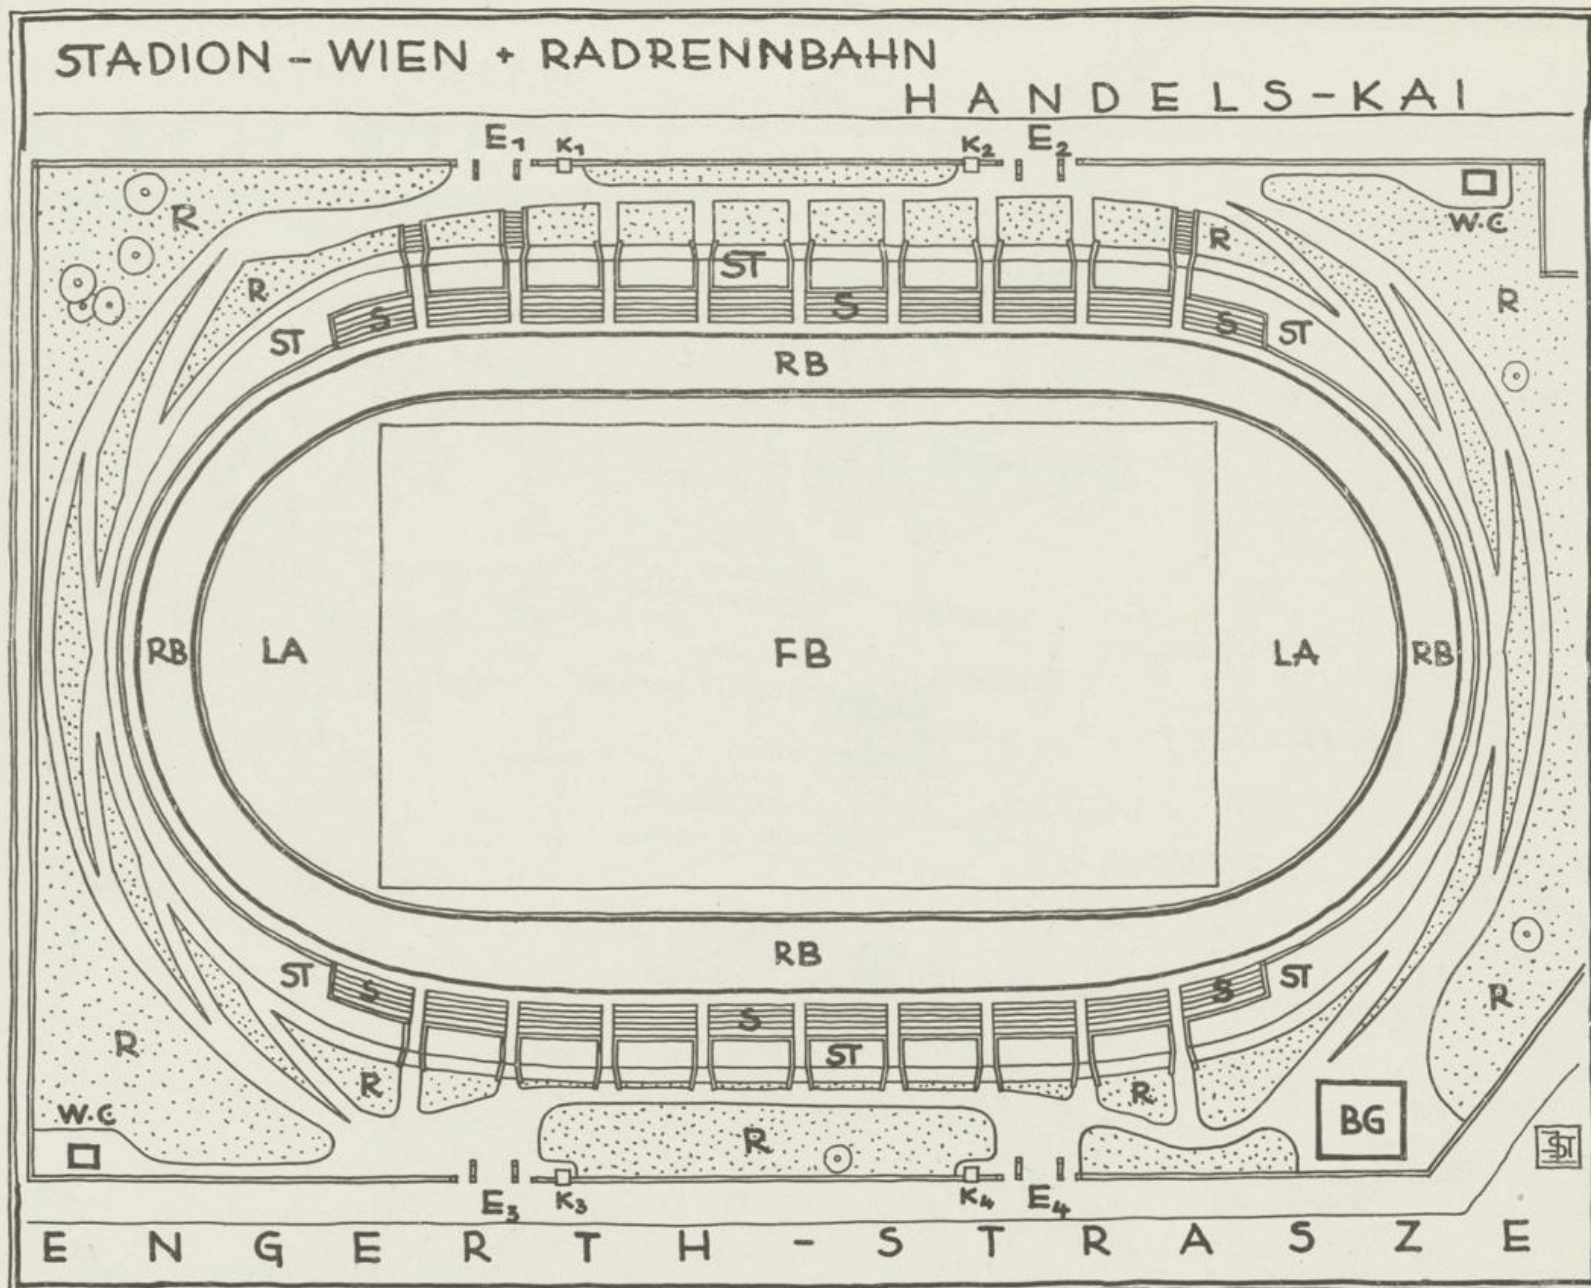 STADION - WIEN + RADRENNBAHN
HANDELS-KAI
E1 K1 K2 E2
R W.C
R R
R ST S S ST R
ST S S ST
RB
RB LA FB LA RB
RB
ST S S ST
R S R
ST
R R
W.C R BG
E3 K3 K4 E4
ENGERTH-STRASZE